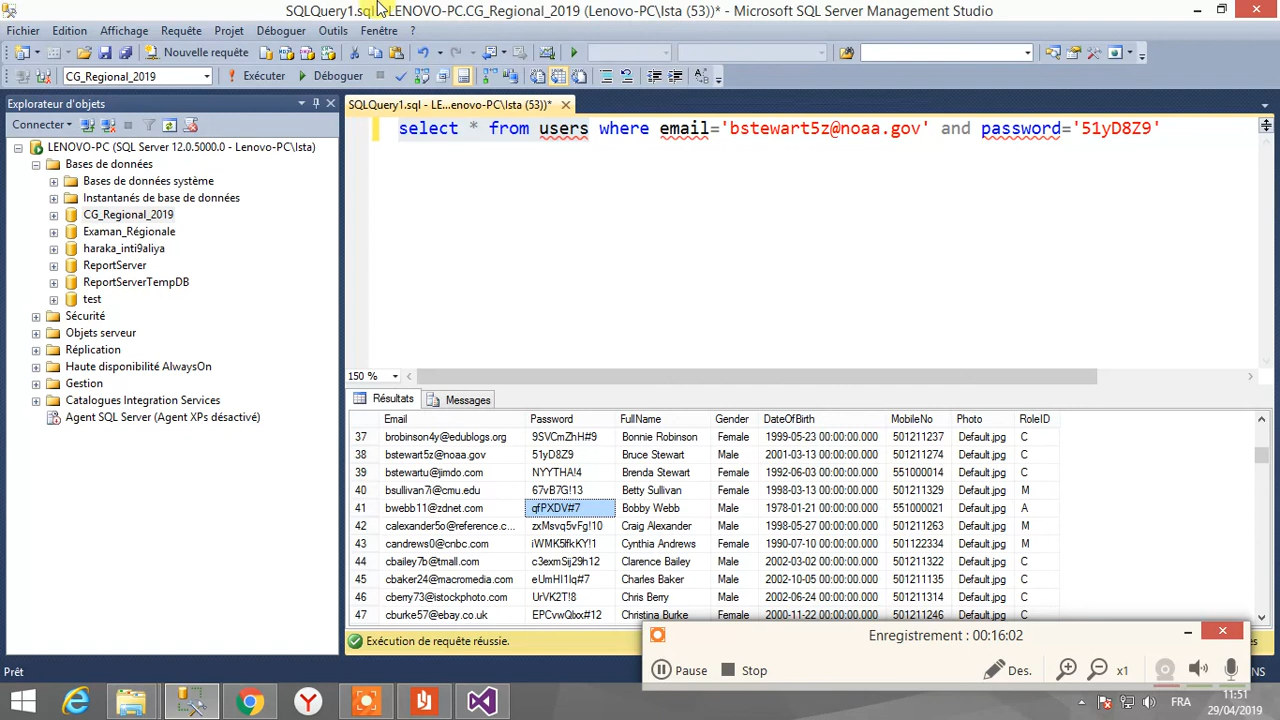 SQLQuery1.sql - LENOVO-PC.CG_Regional_2019 (Lenovo-PC\Ista (53))* - Microsoft SQL Server Management Studio
Fichier Edition Affichage Requête Projet Déboguer Outils Fenêtre ?
Nouvelle requête
CG_Regional_2019 ! Exécuter Déboguer
Explorateur d'objets
SQLQuery1.sql - LE...enovo-PC\Ista (53))*
Connecter
select * from users where email='bstewart5z@noaa.gov' and password='51yD8Z9'
LENOVO-PC (SQL Server 12.0.5000.0 - Lenovo-PC\Ista)
Bases de données
Bases de données système
Instantanés de base de données
CG_Regional_2019
Examan_Régionale
haraka_inti9aliya
ReportServer
ReportServerTempDB
test
Sécurité
Objets serveur
Réplication
Haute disponibilité AlwaysOn
Gestion
Catalogues Integration Services
Agent SQL Server (Agent XPs désactivé)
150 %
Résultats Messages
Email Password FullName Gender DateOfBirth MobileNo Photo RoleID
37 brobinson4y@edublogs.org 9SVCmZhH#9 Bonnie Robinson Female 1999-05-23 00:00:00.000 501211237 Default.jpg C
38 bstewart5z@noaa.gov 51yD8Z9 Bruce Stewart Male 2001-03-13 00:00:00.000 501211274 Default.jpg C
39 bstewartu@jimdo.com NYYTHA!4 Brenda Stewart Female 1992-06-03 00:00:00.000 551000014 Default.jpg C
40 bsullivan7i@cmu.edu 67vB7G!13 Betty Sullivan Female 1998-03-13 00:00:00.000 501211329 Default.jpg M
41 bwebb11@zdnet.com qfPXDV#7 Bobby Webb Male 1978-01-21 00:00:00.000 551000021 Default.jpg A
42 calexander5o@reference.c... zxMsvq5vFg!10 Craig Alexander Male 1998-05-27 00:00:00.000 501211263 Default.jpg M
43 candrews0@cnbc.com iWMK5lfkKY!1 Cynthia Andrews Female 1990-07-10 00:00:00.000 501122334 Default.jpg M
44 cbailey7b@tmall.com c3exmSjj29h12 Clarence Bailey Male 2002-03-02 00:00:00.000 501211322 Default.jpg C
45 cbaker24@macromedia.com eUmHI1Iq#7 Charles Baker Male 2002-10-05 00:00:00.000 501211135 Default.jpg C
46 cberry73@istockphoto.com UrVK2T!8 Chris Berry Male 2002-06-24 00:00:00.000 501211314 Default.jpg C
47 cburke57@ebay.co.uk EPCvwQlxx#12 Christina Burke Female 2000-11-22 00:00:00.000 501211246 Default.jpg C
Exécution de requête réussie.
Enregistrement : 00:16:02
Pause Stop Des. x1
Prêt
NS
FRA
11:51
29/04/2019